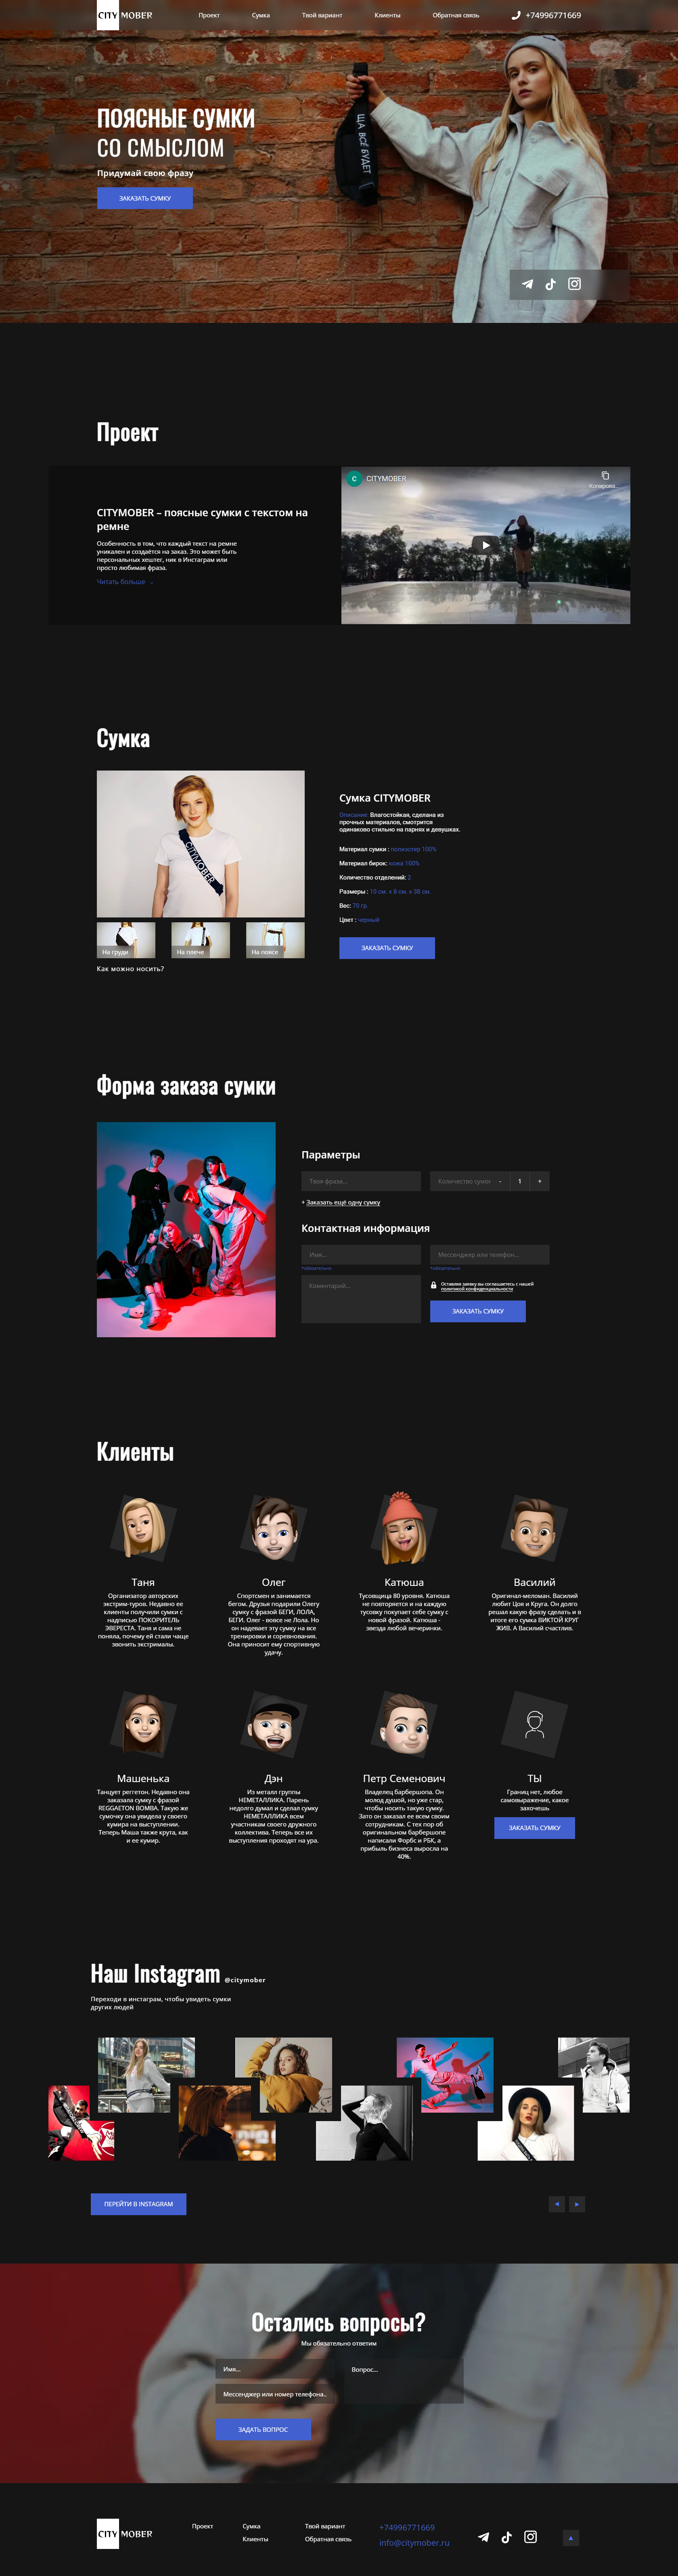 CITY MOBER
Проект
Сумка
Твой вариант
Клиенты
Обратная связь
+74996771669
ПОЯСНЫЕ СУМКИ
СО СМЫСЛОМ
Придумай свою фразу
ЗАКАЗАТЬ СУМКУ
ЩА ВСЁ БУДЕТ
Проект
CITYMOBER – поясные сумки с текстом на
ремне
Особенность в том, что каждый текст на ремне
уникален и создаётся на заказ. Это может быть
персональных хештег, ник в Инстаграм или
просто любимая фраза.
Читать больше
C
CITYMOBER
Копирова
Сумка
CITYMOBER
На груди
На плече
На поясе
Как можно носить?
Сумка CITYMOBER
Описание: Влагостойкая, сделана из
прочных материалов, смотрится
одинаково стильно на парнях и девушках.
Материал сумки : полиэстер 100%
Материал бирок: кожа 100%
Количество отделений: 2
Размеры : 10 см. x 8 см. x 38 см.
Вес: 70 гр.
Цвет : черный
ЗАКАЗАТЬ СУМКУ
Форма заказа сумки
Параметры
Твоя фраза...
Количество сумок - 1 +
+ Заказать ещё одну сумку
Контактная информация
Имя...
Мессенджер или телефон...
*обязательно
*обязательно
Коментарий...
Оставляя заявку вы соглашаетесь с нашей
политикой конфиденциальности
ЗАКАЗАТЬ СУМКУ
Клиенты
Таня
Организатор авторских
экстрим-туров. Недавно ее
клиенты получили сумки с
надписью ПОКОРИТЕЛЬ
ЭВЕРЕСТА. Таня и сама не
поняла, почему ей стали чаще
звонить экстрималы.
Олег
Спортсмен и занимается
бегом. Друзья подарили Олегу
сумку с фразой БЕГИ, ЛОЛА,
БЕГИ. Олег - вовсе не Лола. Но
он надевает эту сумку на все
тренировки и соревнования.
Она приносит ему спортивную
удачу.
Катюша
Тусовщица 80 уровня. Катюша
не повторяется и на каждую
тусовку покупает себе сумку с
новой фразой. Катюша -
звезда любой вечеринки.
Василий
Оригинал-меломан. Василий
любит Цоя и Круга. Он долго
решал какую фразу сделать и в
итоге его сумка ВИКТОЙ КРУГ
ЖИВ. А Василий счастлив.
Машенька
Танцует реггетон. Недавно она
заказала сумку с фразой
REGGAETON BOMBA. Такую же
сумочку она увидела у своего
кумира на выступлении.
Теперь Маша также крута, как
и ее кумир.
Дэн
Из металл группы
НЕМЕТАЛЛИКА. Парень
недолго думал и сделал сумку
НЕМЕТАЛЛИКА всем
участникам своего дружного
коллектива. Теперь все их
выступления проходят на ура.
Петр Семенович
Владелец барбершопа. Он
молод душой, но уже стар,
чтобы носить такую сумку.
Зато он заказал ее всем своим
сотрудникам. С тех пор об
оригинальном барбершопе
написали Форбс и РБК, а
прибыль бизнеса выросла на
40%.
ТЫ
Границ нет, любое
самовыражение, какое
захочешь
ЗАКАЗАТЬ СУМКУ
Наш Instagram @citymober
Переходи в инстаграм, чтобы увидеть сумки
других людей
ПЕРЕЙТИ В INSTAGRAM
Остались вопросы?
Мы обязательно ответим
Имя...
Вопрос...
Мессенджер или номер телефона..
ЗАДАТЬ ВОПРОС
CITY MOBER
Проект
Сумка
Твой вариант
+74996771669
Клиенты
Обратная связь
info@citymober.ru